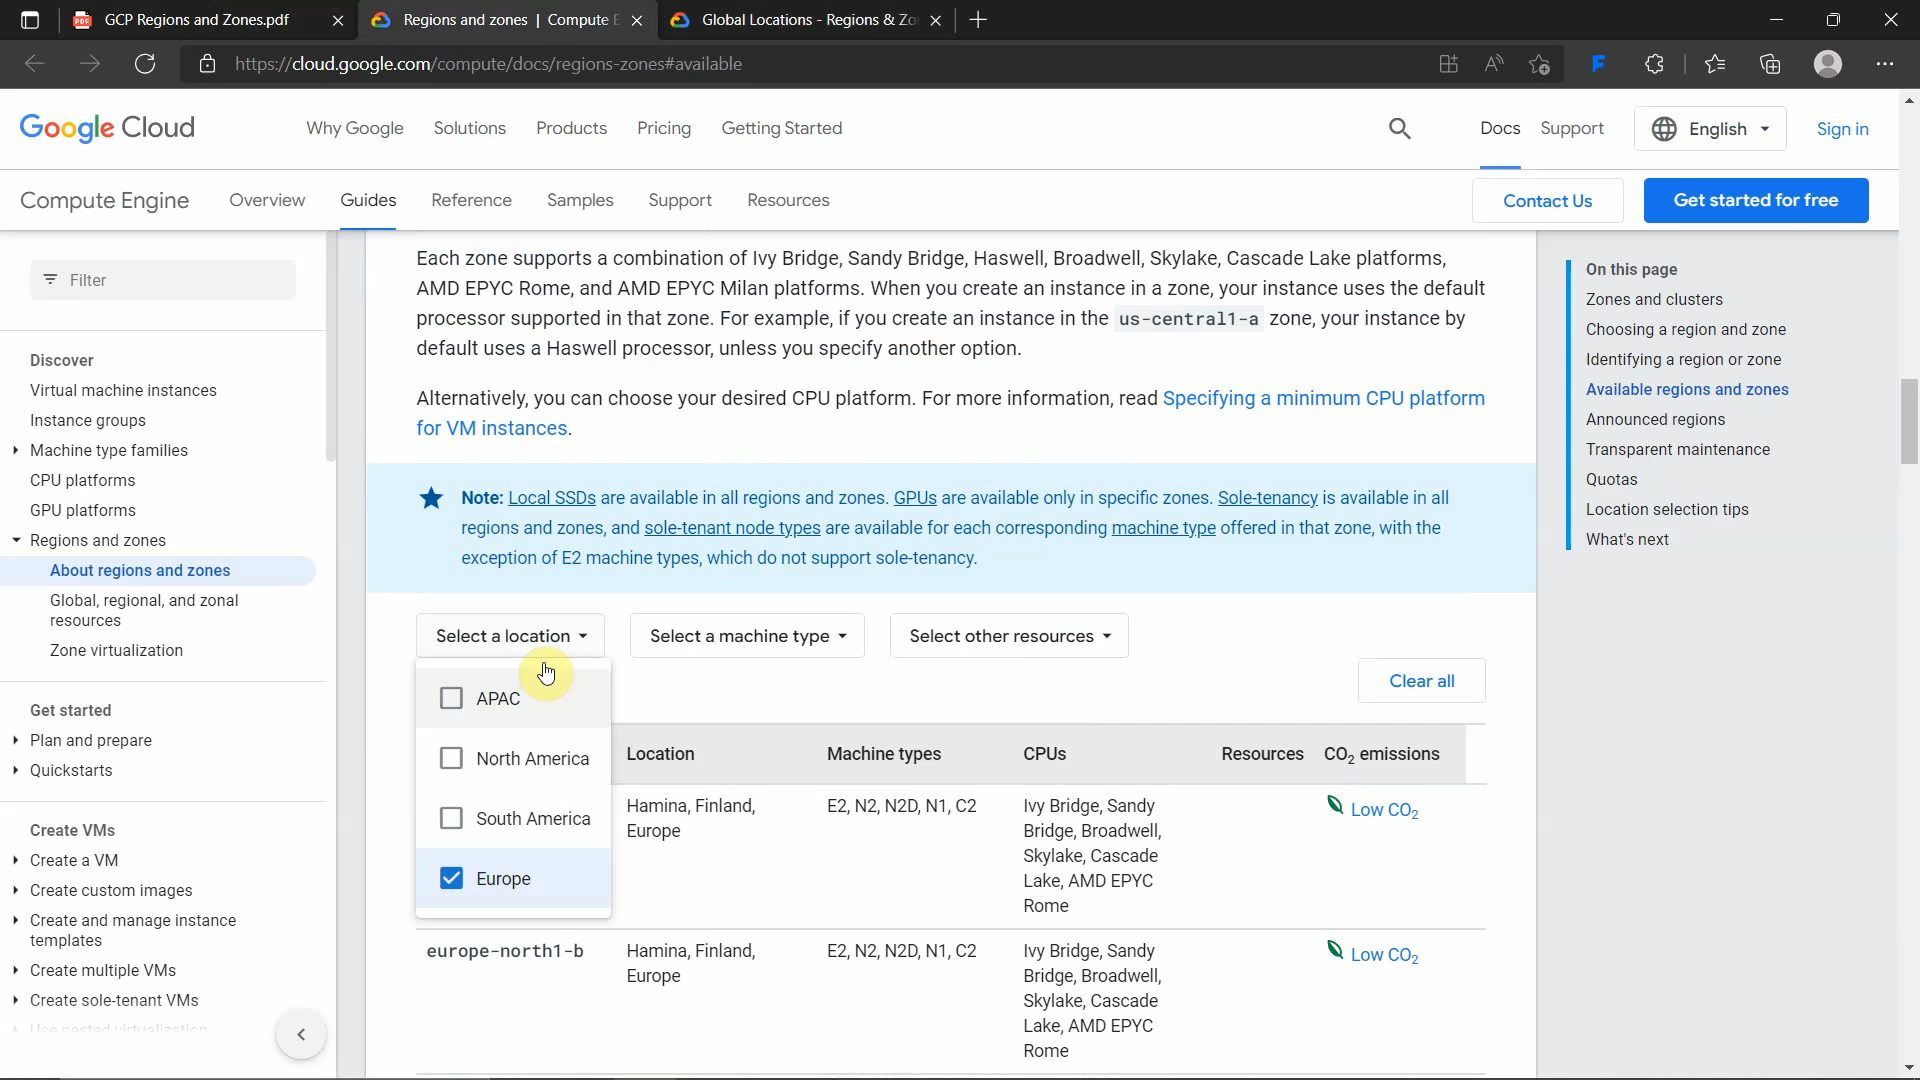 GCP Regions and Zones.pdf
Regions and zones | Compute E
Global Locations - Regions & Zo
https://cloud.google.com/compute/docs/regions-zones#available
Google Cloud
Why Google
Solutions
Products
Pricing
Getting Started
Docs
Support
English
Sign in
Compute Engine
Overview
Guides
Reference
Samples
Support
Resources
Contact Us
Get started for free
Filter
Discover
Virtual machine instances
Instance groups
Machine type families
CPU platforms
GPU platforms
Regions and zones
About regions and zones
Global, regional, and zonal
resources
Zone virtualization
Get started
Plan and prepare
Quickstarts
Create VMs
Create a VM
Create custom images
Create and manage instance
templates
Create multiple VMs
Create sole-tenant VMs
Use nested virtualization
Each zone supports a combination of Ivy Bridge, Sandy Bridge, Haswell, Broadwell, Skylake, Cascade Lake platforms,
AMD EPYC Rome, and AMD EPYC Milan platforms. When you create an instance in a zone, your instance uses the default
processor supported in that zone. For example, if you create an instance in the us-central1-a zone, your instance by
default uses a Haswell processor, unless you specify another option.
Alternatively, you can choose your desired CPU platform. For more information, read Specifying a minimum CPU platform
for VM instances.
Note: Local SSDs are available in all regions and zones. GPUs are available only in specific zones. Sole-tenancy is available in all
regions and zones, and sole-tenant node types are available for each corresponding machine type offered in that zone, with the
exception of E2 machine types, which do not support sole-tenancy.
Select a location
Select a machine type
Select other resources
Clear all
APAC
North America
South America
Europe
Location
Machine types
CPUs
Resources
CO2 emissions
Hamina, Finland,
Europe
E2, N2, N2D, N1, C2
Ivy Bridge, Sandy
Bridge, Broadwell,
Skylake, Cascade
Lake, AMD EPYC
Rome
Low CO2
europe-north1-b
Hamina, Finland,
Europe
E2, N2, N2D, N1, C2
Ivy Bridge, Sandy
Bridge, Broadwell,
Skylake, Cascade
Lake, AMD EPYC
Rome
Low CO2
On this page
Zones and clusters
Choosing a region and zone
Identifying a region or zone
Available regions and zones
Announced regions
Transparent maintenance
Quotas
Location selection tips
What's next